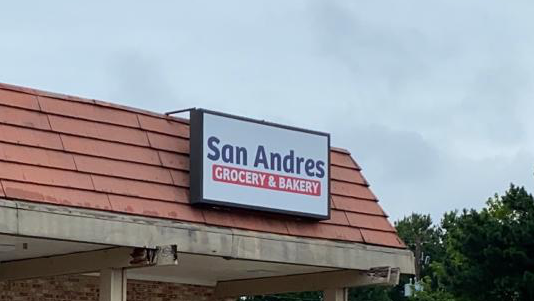 San Andres
GROCERY & BAKERY